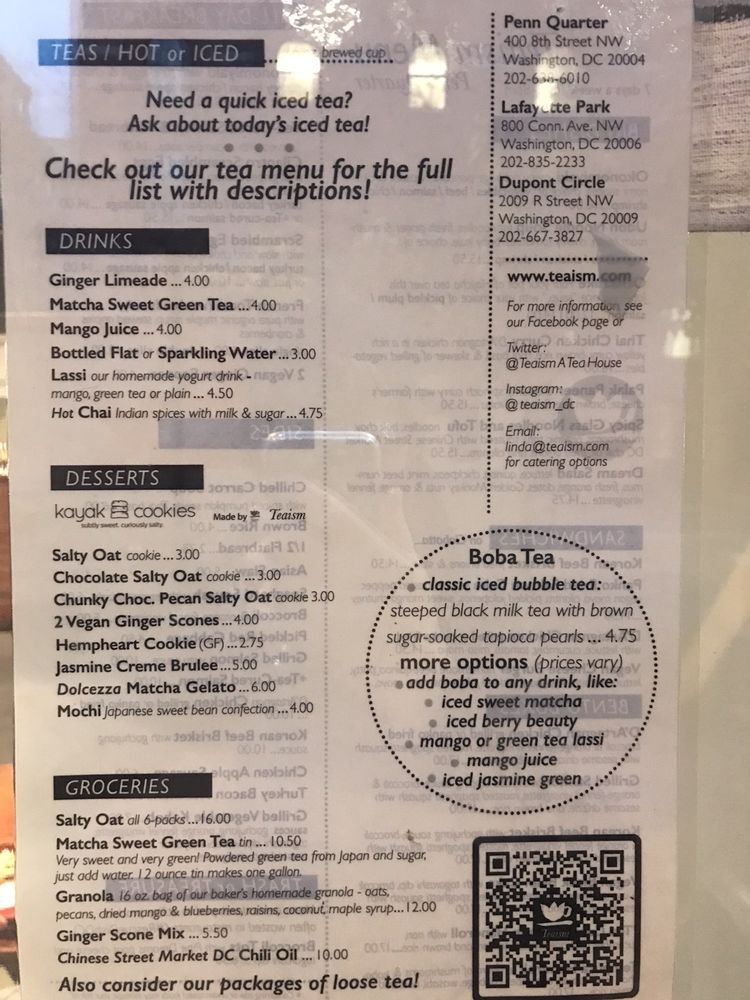 TEAS / HOT or ICED
brewed cup
Need a quick iced tea?
Ask about today's iced tea!
Check out our tea menu for the full
list with descriptions!
DRINKS
Ginger Limeade ... 4.00
Matcha Sweet Green Tea ... 4.00
Mango Juice ... 4.00
Bottled Flat or Sparkling Water ... 3.00
Lassi our homemade yogurt drink -
mango, green tea or plain ... 4.50
Hot Chai Indian spices with milk & sugar ... 4.75
DESSERTS
kayak cookies
subtly sweet. curiously salty.
Made by Teaism
Salty Oat cookie ... 3.00
Chocolate Salty Oat cookie ... 3.00
Chunky Choc. Pecan Salty Oat cookie 3.00
2 Vegan Ginger Scones ... 4.00
Hempheart Cookie (GF) ... 2.75
Jasmine Creme Brulee ... 5.00
Dolcezza Matcha Gelato ... 6.00
Mochi Japanese sweet bean confection ... 4.00
GROCERIES
Salty Oat all 6-packs ... 16.00
Matcha Sweet Green Tea tin ... 10.50
Very sweet and very green! Powdered green tea from Japan and sugar,
just add water. 12 ounce tin makes one gallon.
Granola 16 oz bag of our baker's homemade granola - oats,
pecans, dried mango & blueberries, raisins, coconut, maple syrup... 12.00
Ginger Scone Mix ... 5.50
Chinese Street Market DC Chili Oil ... 10.00
Also consider our packages of loose tea!
Penn Quarter
400 8th Street NW
Washington, DC 20004
Lafayette Park
800 Conn. Ave. NW
Washington, DC 20006
202-835-2233
Dupont Circle
2009 R Street NW
Washington, DC 20009
202-667-3827
www.teaism.com
For more information see
our Facebook page or
Twitter:
@TeaismATeaHouse
Instagram:
@teaism_dc
Email:
linda@teaism.com
for catering options
Boba Tea
• classic iced bubble tea:
steeped black milk tea with brown
sugar-soaked tapioca pearls ... 4.75
more options (prices vary)
• add boba to any drink, like:
• iced sweet matcha
• iced berry beauty
• mango or green tea lassi
• mango juice
• iced jasmine green
Teaism